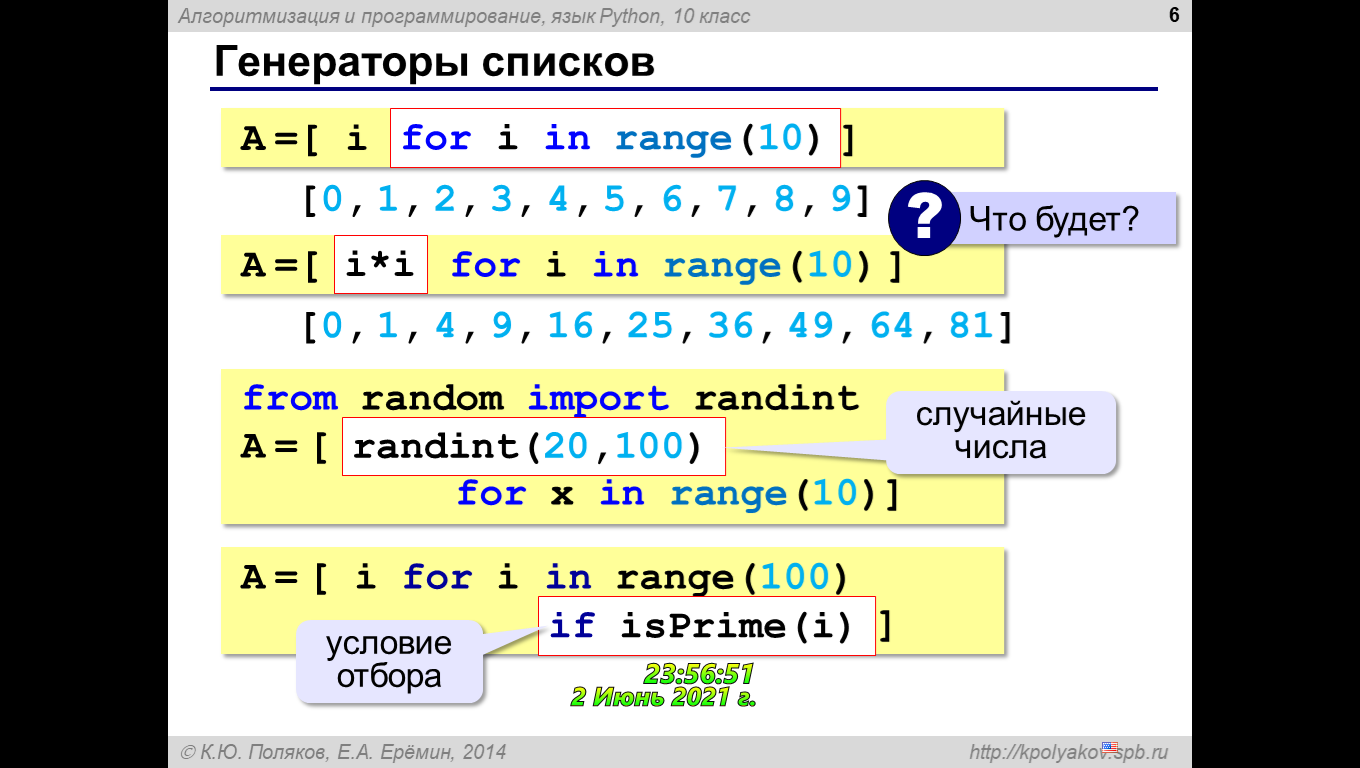 Алгоритмизация и программирование, язык Python, 10 класс
6
Генераторы списков
A =[ i for i in range(10) ]
[0, 1, 2, 3, 4, 5, 6, 7, 8, 9]
? Что будет?
A =[ i*i for i in range(10) ]
[0, 1, 4, 9, 16, 25, 36, 49, 64, 81]
from random import randint
A = [ randint(20,100)
for x in range(10)]
случайные
числа
A = [ i for i in range(100)
if isPrime(i) ]
условие
отбора
23:56:51
2 Июнь 2021 г.
© К.Ю. Поляков, Е.А. Ерёмин, 2014
http://kpolyakov.spb.ru